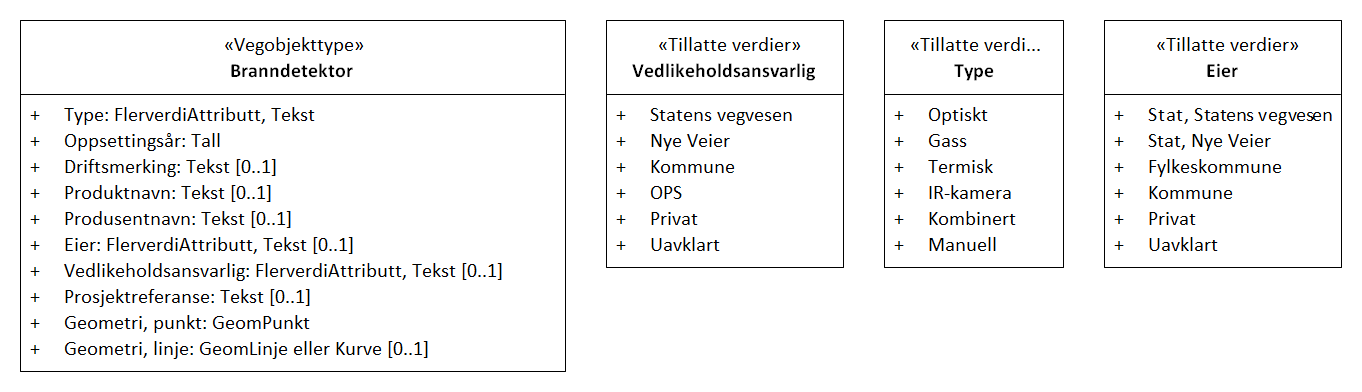 «Vegobjekttype»
Branndetektor
+ Type: FlerverdiAttributt, Tekst
+ Oppsettingsår: Tall
+ Driftsmerking: Tekst [0..1]
+ Produktnavn: Tekst [0..1]
+ Produsentnavn: Tekst [0..1]
+ Eier: FlerverdiAttributt, Tekst [0..1]
+ Vedlikeholdsansvarlig: FlerverdiAttributt, Tekst [0..1]
+ Prosjektreferanse: Tekst [0..1]
+ Geometri, punkt: GeomPunkt
+ Geometri, linje: GeomLinje eller Kurve [0..1]
«Tillatte verdier»
Vedlikeholdsansvarlig
+ Statens vegvesen
+ Nye Veier
+ Kommune
+ OPS
+ Privat
+ Uavklart
«Tillatte verdi...
Type
+ Optiskt
+ Gass
+ Termisk
+ IR-kamera
+ Kombinert
+ Manuell
«Tillatte verdier»
Eier
+ Stat, Statens vegvesen
+ Stat, Nye Veier
+ Fylkeskommune
+ Kommune
+ Privat
+ Uavklart